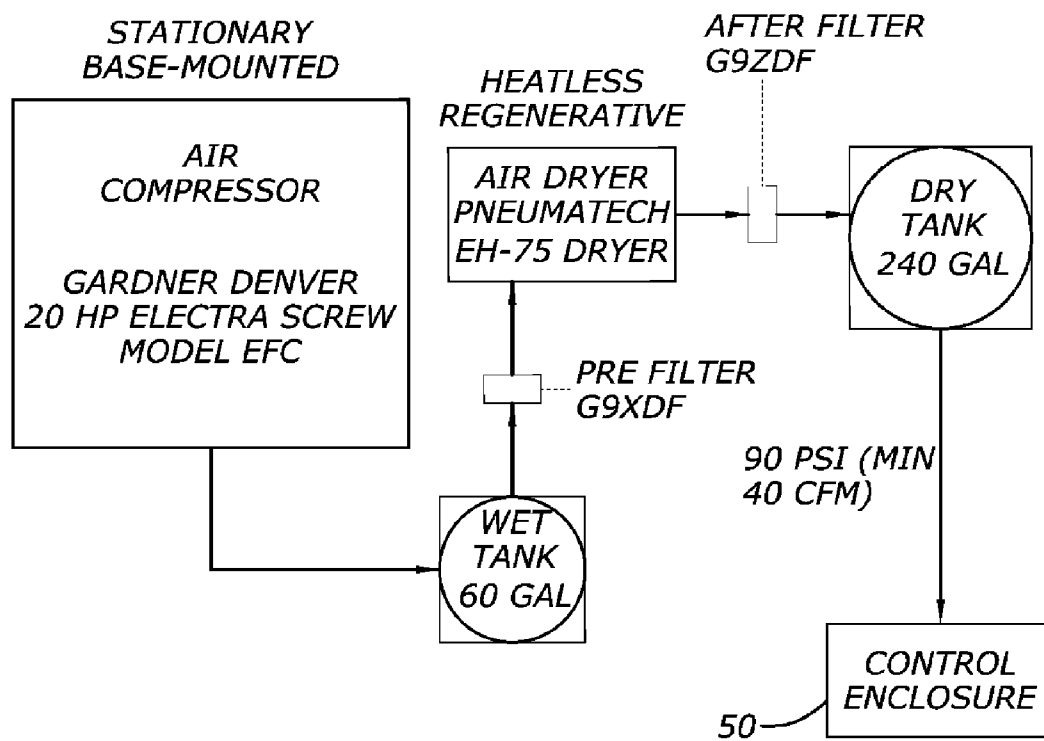 STATIONARY
BASE-MOUNTED
AIR
COMPRESSOR
GARDNER DENVER
20 HP ELECTRA SCREW
MODEL EFC
HEATLESS
REGENERATIVE
AIR DRYER
PNEUMATECH
EH-75 DRYER
AFTER FILTER
G9ZDF
DRY
TANK
240 GAL
PRE FILTER
G9XDF
WET
TANK
60 GAL
90 PSI (MIN
40 CFM)
CONTROL
ENCLOSURE
50